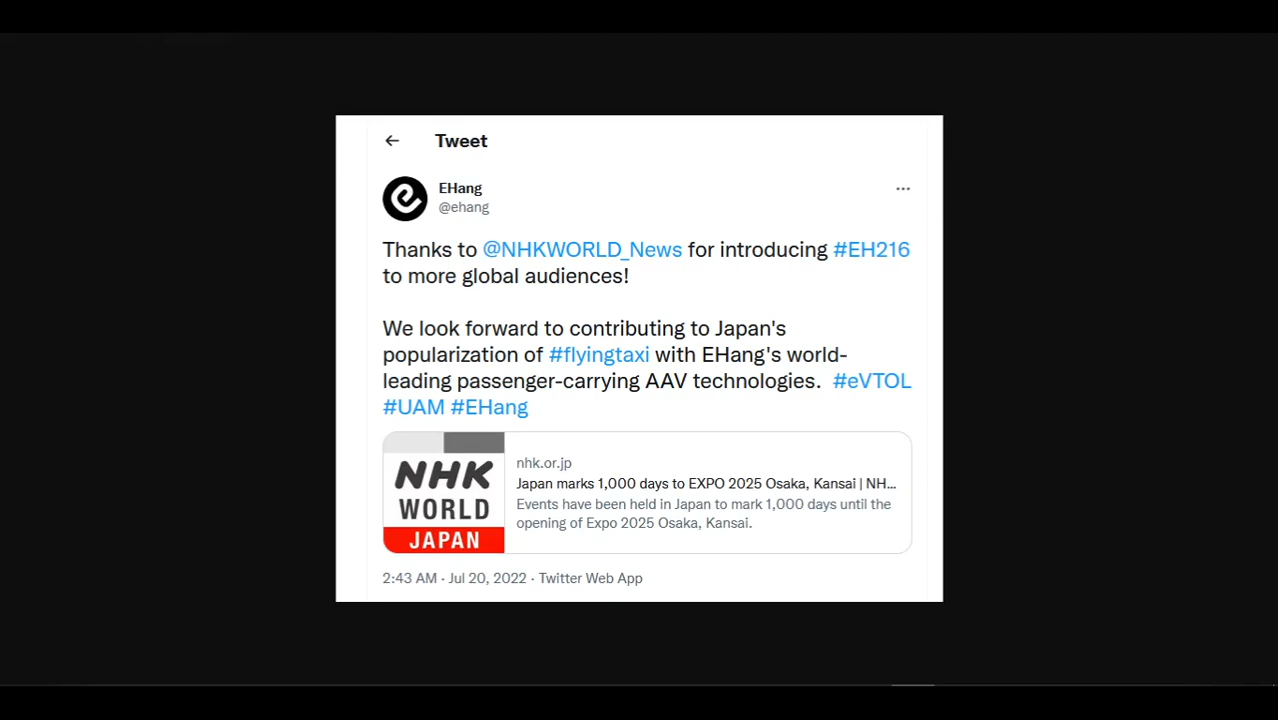 Tweet
EHang
@ehang
Thanks to @NHKWORLD_News for introducing #EH216
to more global audiences!
We look forward to contributing to Japan's
popularization of #flyingtaxi with EHang's world-
leading passenger-carrying AAV technologies. #eVTOL
#UAM #EHang
NHK
WORLD
JAPAN
nhk.or.jp
Japan marks 1,000 days to EXPO 2025 Osaka, Kansai | NH...
Events have been held in Japan to mark 1,000 days until the
opening of Expo 2025 Osaka, Kansai.
2:43 AM · Jul 20, 2022 · Twitter Web App